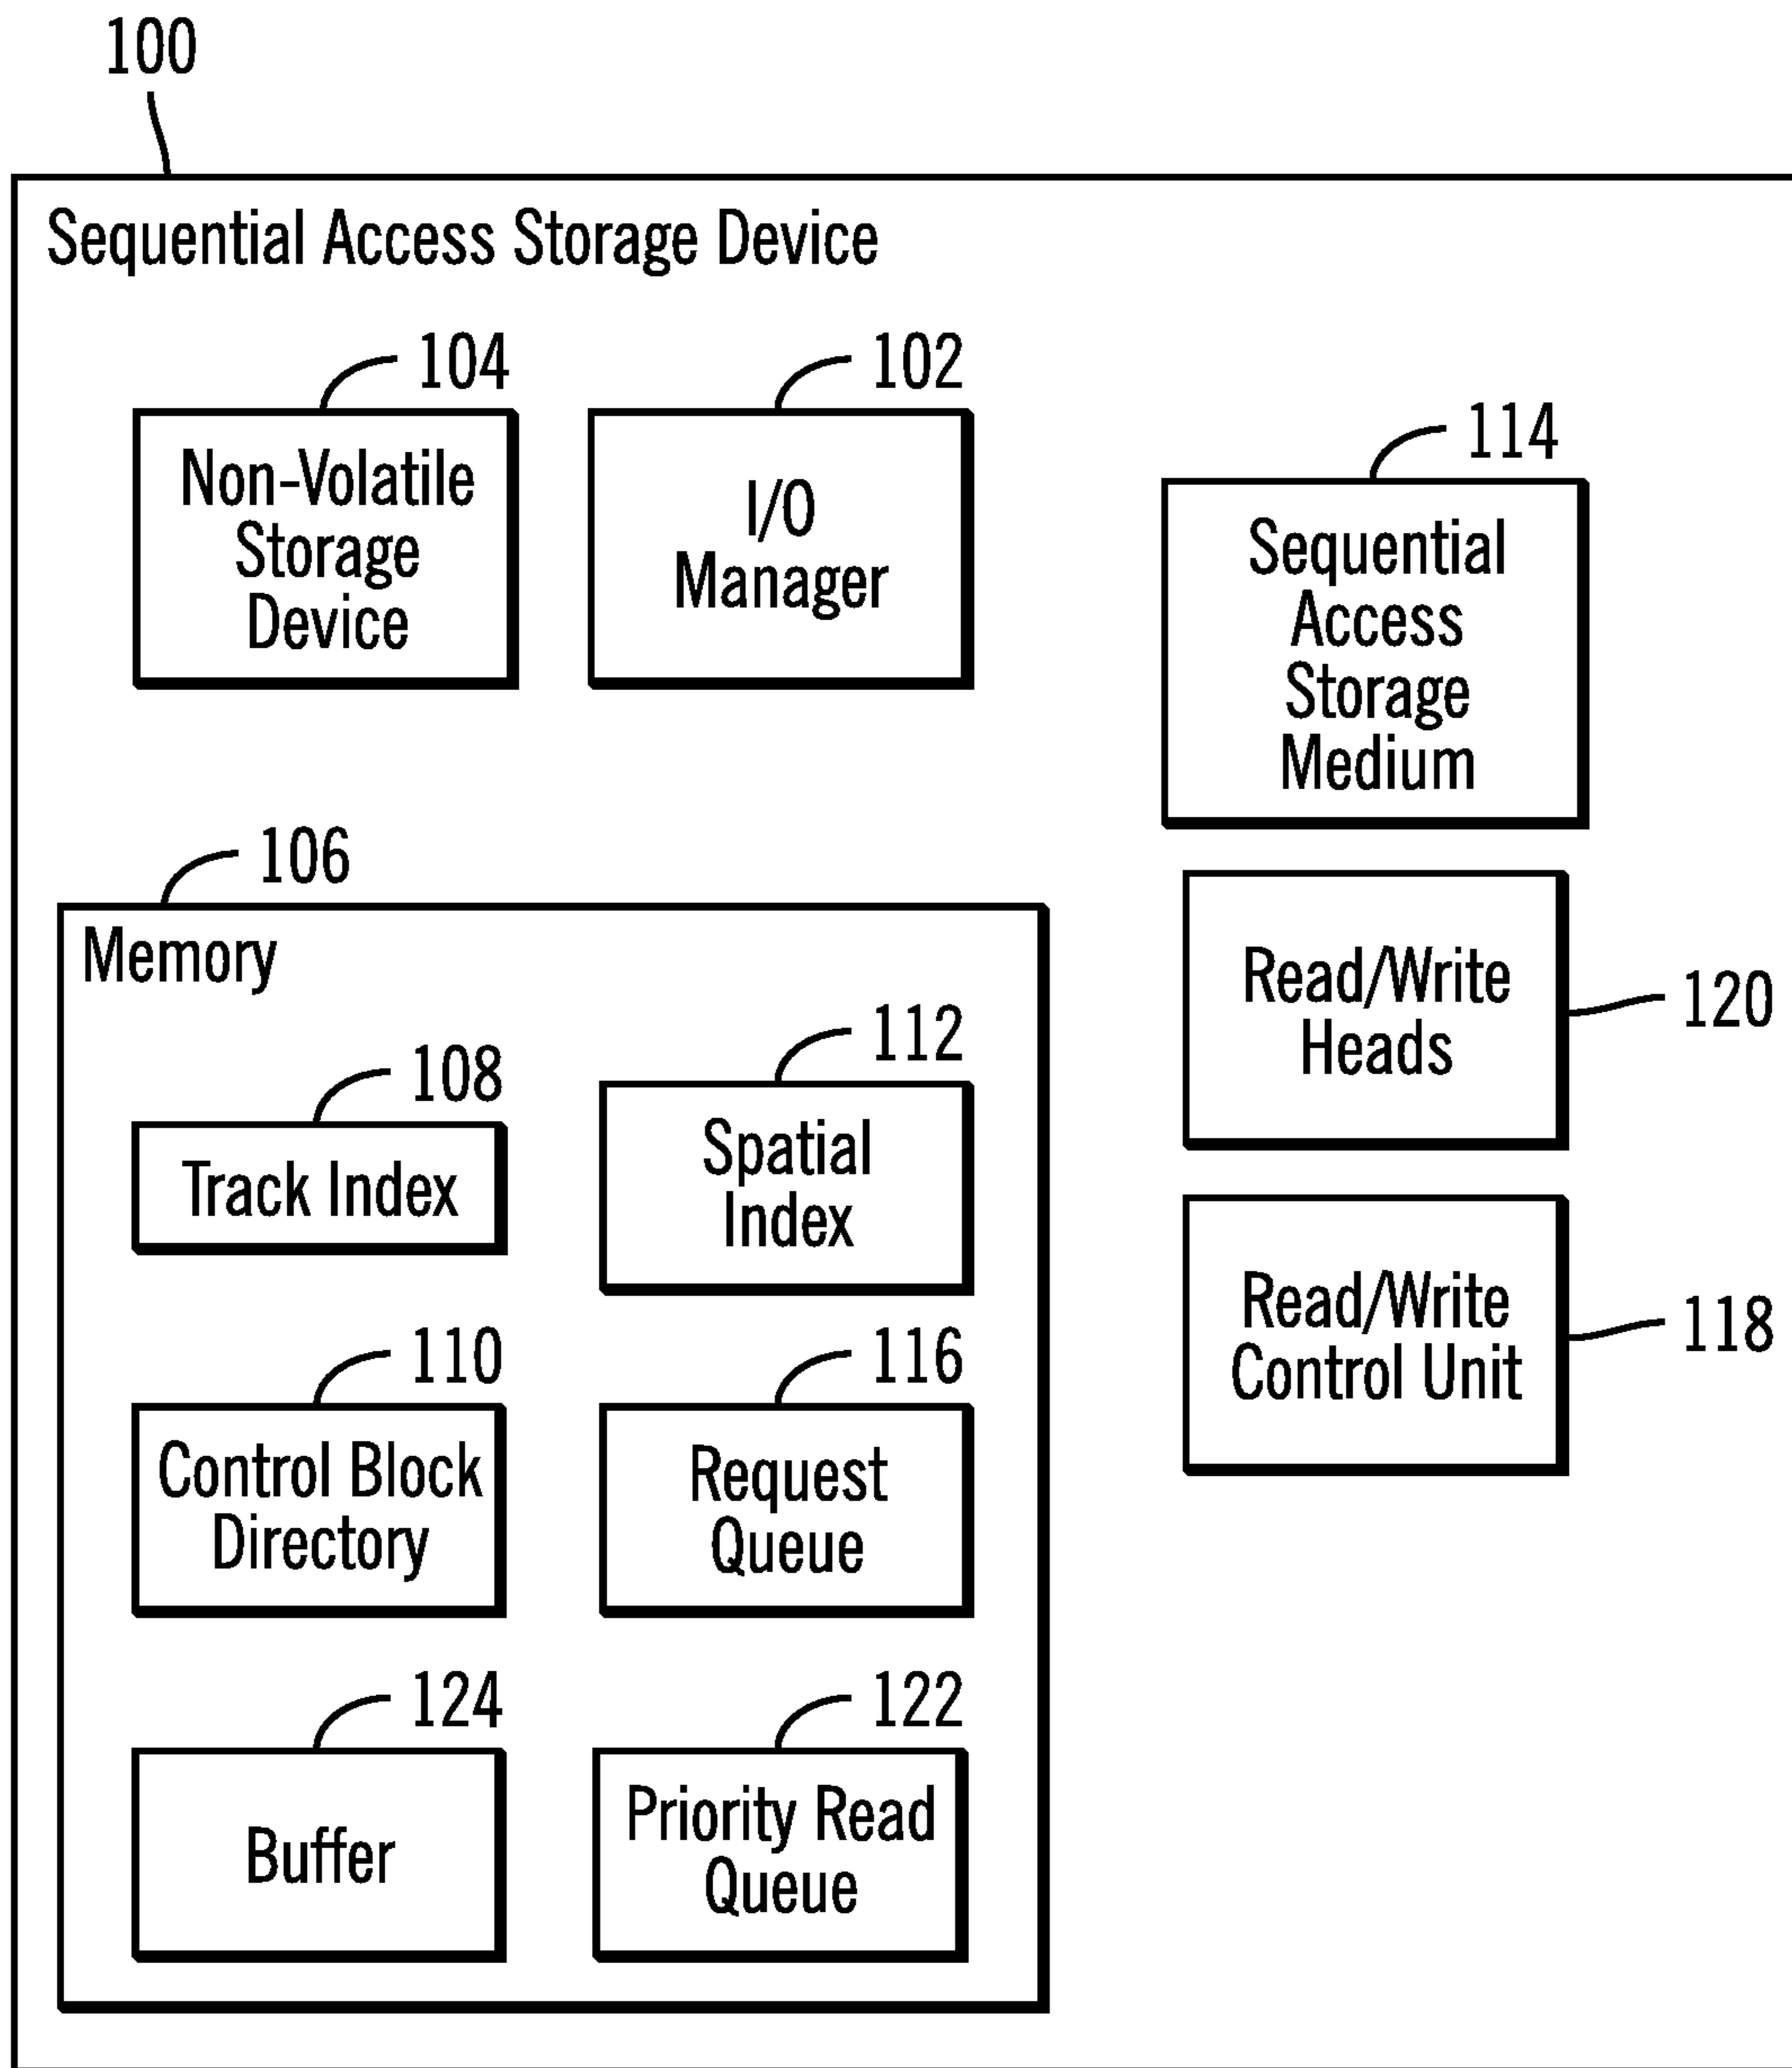 100
Sequential Access Storage Device
104
Non-Volatile
Storage
Device
102
I/O
Manager
114
Sequential
Access
Storage
Medium
106
Memory
120
Read/Write
Heads
108
Track Index
112
Spatial
Index
118
Read/Write
Control Unit
110
Control Block
Directory
116
Request
Queue
124
Buffer
122
Priority Read
Queue